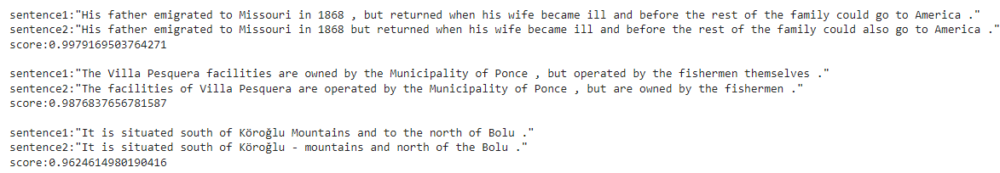 sentence1:"His father emigrated to Missouri in 1868 , but returned when his wife became ill and before the rest of the family could go to America ."
sentence2:"His father emigrated to Missouri in 1868 but returned when his wife became ill and before the rest of the family could also go to America ."
score:0.9979169503764271
sentence1:"The Villa Pesquera facilities are owned by the Municipality of Ponce , but operated by the fishermen themselves ."
sentence2:"The facilities of Villa Pesquera are operated by the Municipality of Ponce , but are owned by the fishermen ."
score:0.9876837656781587
sentence1:"It is situated south of Köroğlu Mountains and to the north of Bolu ."
sentence2:"It is situated south of Köroğlu - mountains and north of the Bolu ."
score:0.9624614980190416